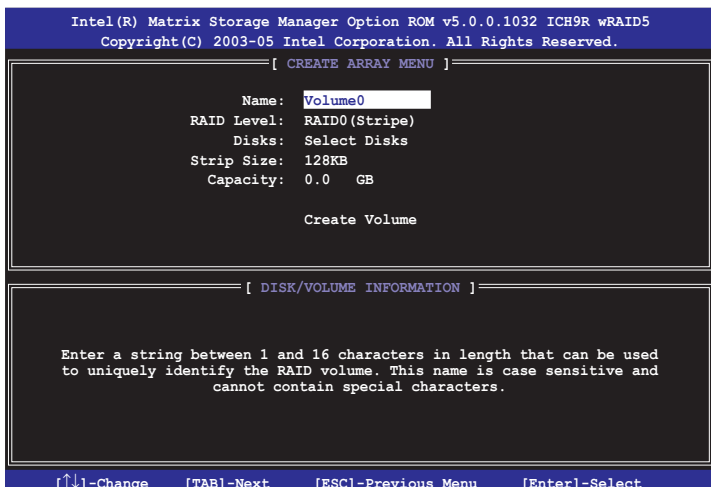 Intel(R) Matrix Storage Manager Option ROM v5.0.0.1032 ICH9R wRAID5
Copyright(C) 2003-05 Intel Corporation. All Rights Reserved.
[ CREATE ARRAY MENU ]
Name: Volume0
RAID Level: RAID0(Stripe)
Disks: Select Disks
Strip Size: 128KB
Capacity: 0.0 GB
Create Volume
[ DISK/VOLUME INFORMATION ]
Enter a string between 1 and 16 characters in length that can be used
to uniquely identify the RAID volume. This name is case sensitive and
cannot contain special characters.
[↑↓]-Change [TAB]-Next [ESC]-Previous Menu [Enter]-Select